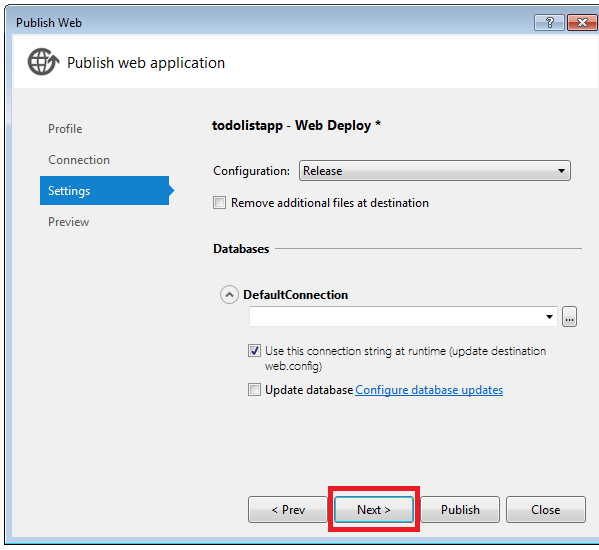 Publish Web
?
Publish web application
Profile
Connection
Settings
Preview
todolistapp - Web Deploy *
Configuration: Release
Remove additional files at destination
Databases
DefaultConnection
...
Use this connection string at runtime (update destination
web.config)
Update database Configure database updates
< Prev Next > Publish Close